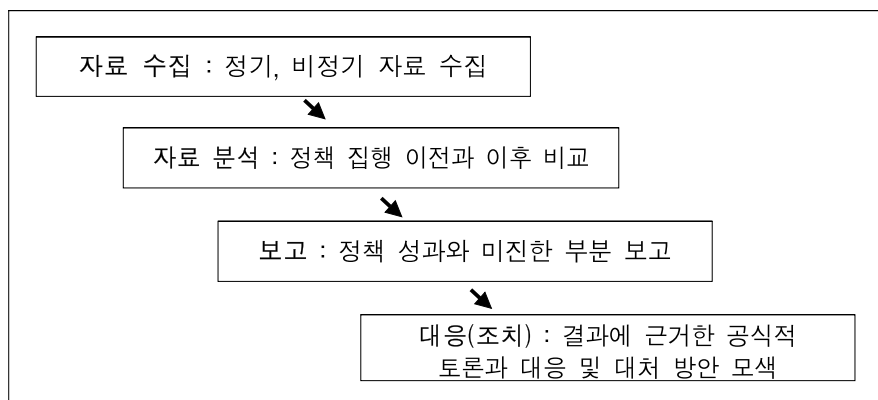 자료 수집 : 정기, 비정기 자료 수집
자료 분석 : 정책 집행 이전과 이후 비교
보고 : 정책 성과와 미진한 부분 보고
대응(조치) : 결과에 근거한 공식적
토론과 대응 및 대처 방안 모색